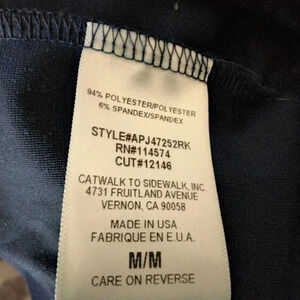 94% POLYESTER/POLYESTER
6% SPANDEX/SPANDEX
STYLE#APJ47252RK
RN#114574
CUT#12146
CATWALK TO SIDEWALK, INC.
4731 FRUITLAND AVENUE
VERNON, CA 90058
MADE IN USA
FABRIQUE EN E.U.A.
M/M
CARE ON REVERSE